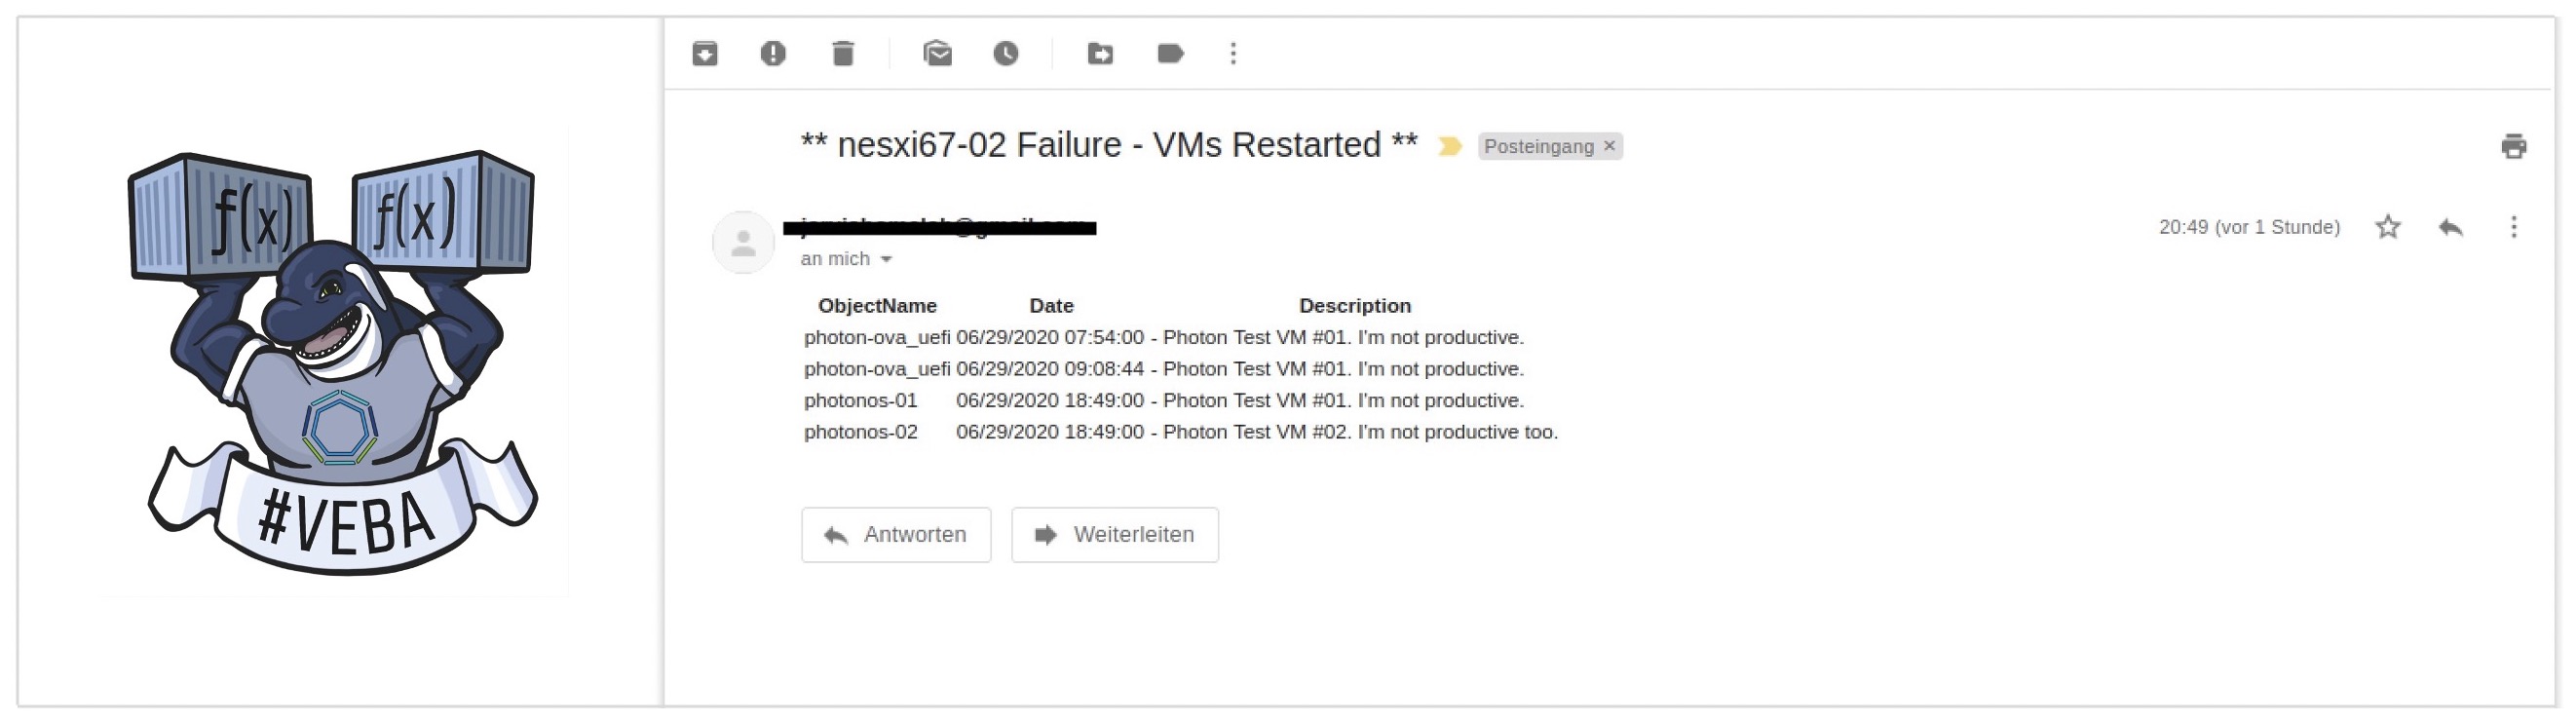 f(x) f(x)
#VEBA
** nesxi67-02 Failure - VMs Restarted ** Posteingang ×
20:49 (vor 1 Stunde)
an mich
ObjectName Date Description
photon-ova_uefi 06/29/2020 07:54:00 - Photon Test VM #01. I'm not productive.
photon-ova_uefi 06/29/2020 09:08:44 - Photon Test VM #01. I'm not productive.
photonos-01 06/29/2020 18:49:00 - Photon Test VM #01. I'm not productive.
photonos-02 06/29/2020 18:49:00 - Photon Test VM #02. I'm not productive too.
Antworten Weiterleiten